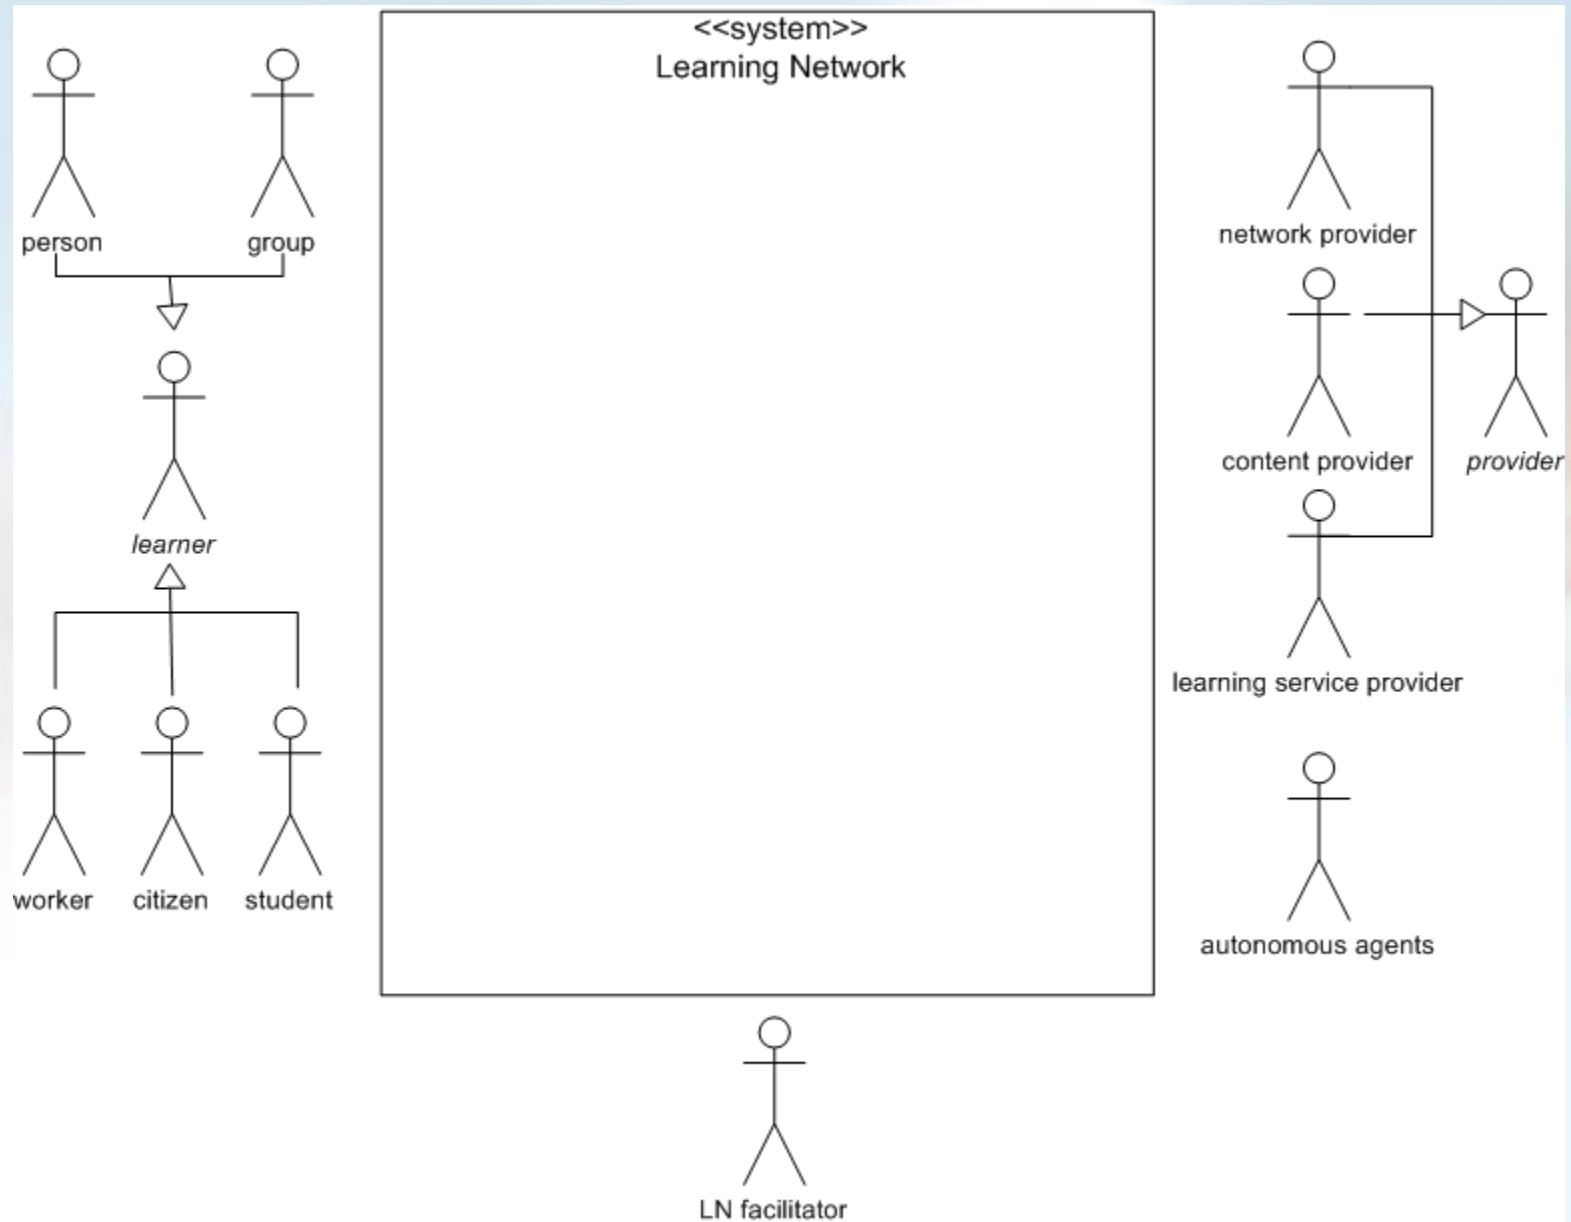 <<system>>
Learning Network
person
group
learner
worker
citizen
student
network provider
content provider
provider
learning service provider
autonomous agents
LN facilitator